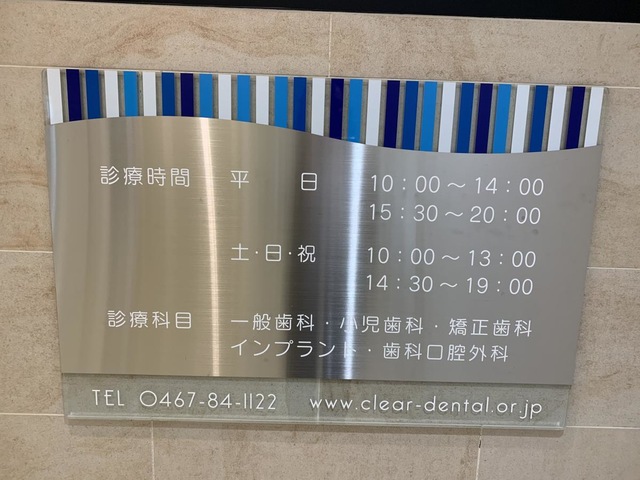 診療時間 平 日 10：00～14：00
15：30～20：00
土・日・祝 10：00～13：00
14：30～19：00
診療科目 一般歯科・小児歯科・矯正歯科
インプラント・歯科口腔外科
TEL 0467-84-1122 www.clear-dental.or.jp